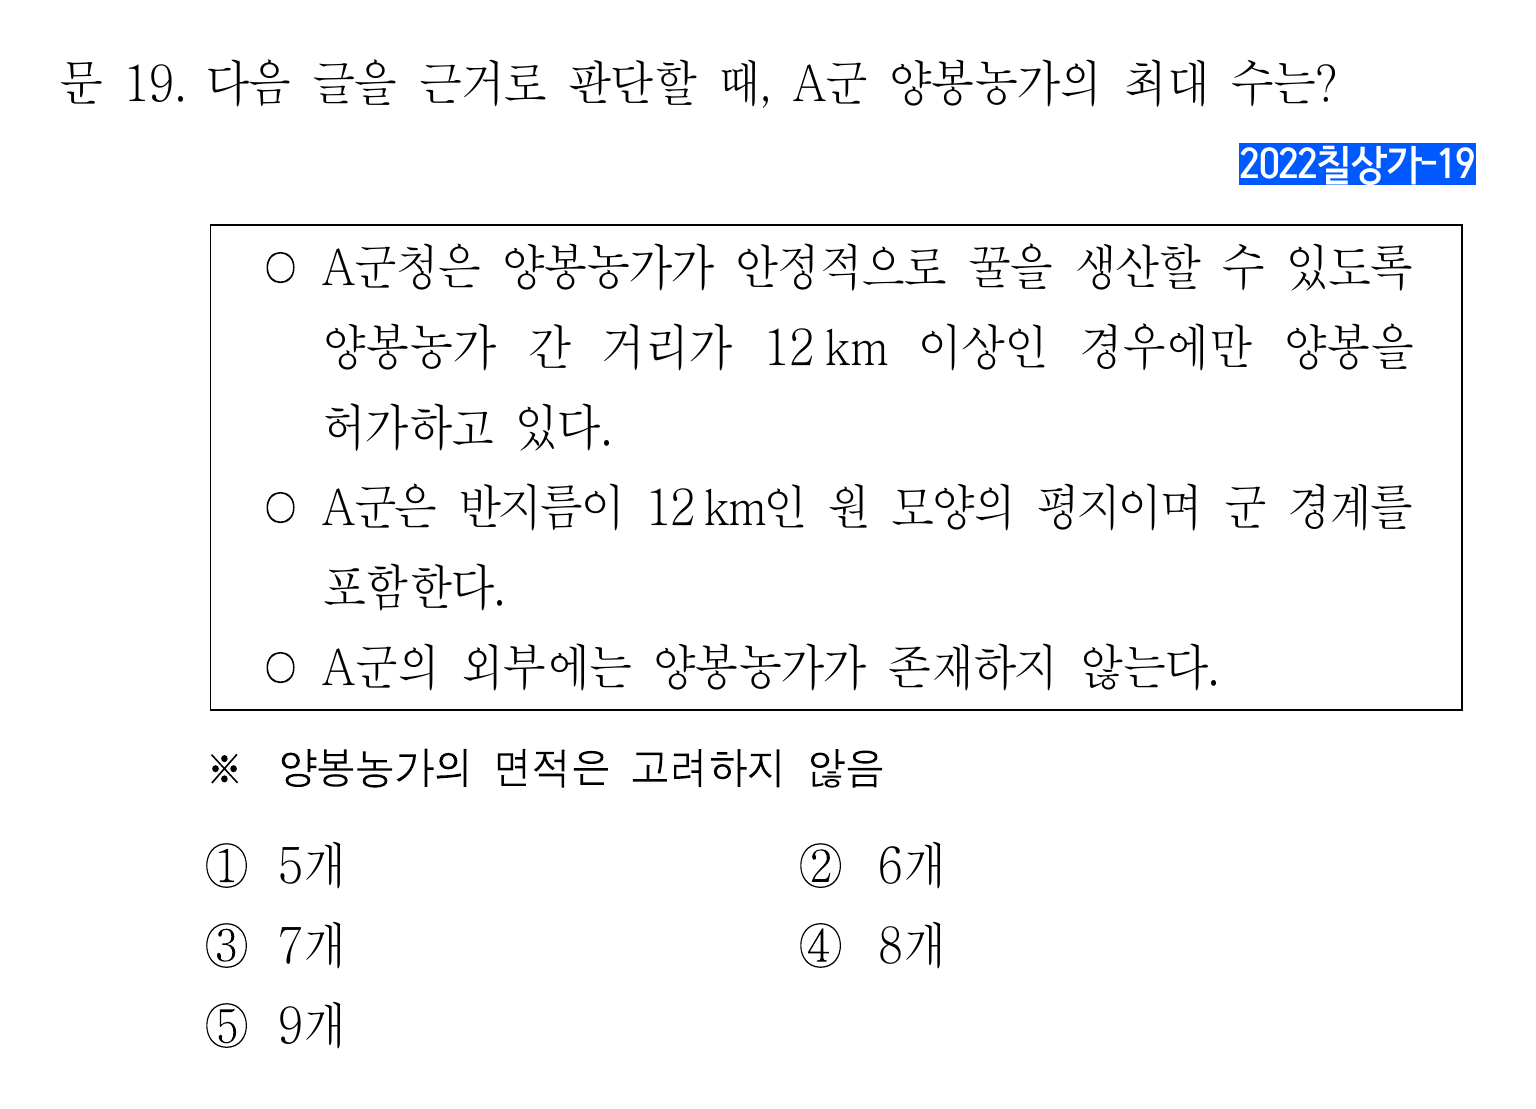 문 19. 다음 글을 근거로 판단할 때, A군 양봉농가의 최대 수는?
2022칠상가-19
○ A군청은 양봉농가가 안정적으로 꿀을 생산할 수 있도록
양봉농가 간 거리가 12km 이상인 경우에만 양봉을
허가하고 있다.
○ A군은 반지름이 12km인 원 모양의 평지이며 군 경계를
포함한다.
○ A군의 외부에는 양봉농가가 존재하지 않는다.
※ 양봉농가의 면적은 고려하지 않음
① 5개 ② 6개
③ 7개 ④ 8개
⑤ 9개